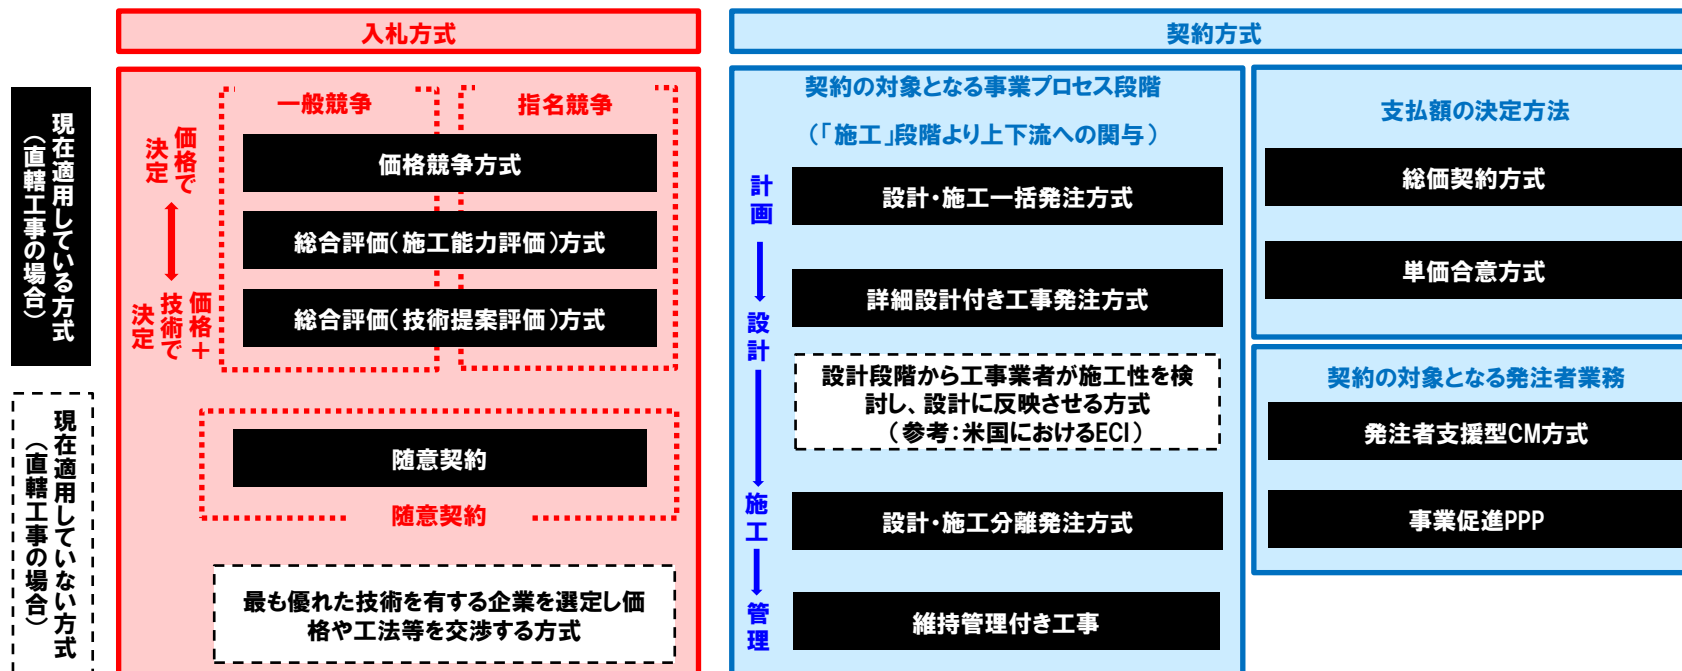 入札方式
契約方式
現在適用している方式
（直轄工事の場合）
現在適用していない方式
（直轄工事の場合）
価格で
決定
価格＋
技術で
決定
一般競争
指名競争
価格競争方式
総合評価（施工能力評価）方式
総合評価（技術提案評価）方式
随意契約
随意契約
最も優れた技術を有する企業を選定し価
格や工法等を交渉する方式
契約の対象となる事業プロセス段階
（「施工」段階より上下流への関与）
計画
設計
施工
管理
設計・施工一括発注方式
詳細設計付き工事発注方式
設計段階から工事業者が施工性を検
討し、設計に反映させる方式
（参考：米国におけるECI）
設計・施工分離発注方式
維持管理付き工事
支払額の決定方法
総価契約方式
単価合意方式
契約の対象となる発注者業務
発注者支援型CM方式
事業促進PPP